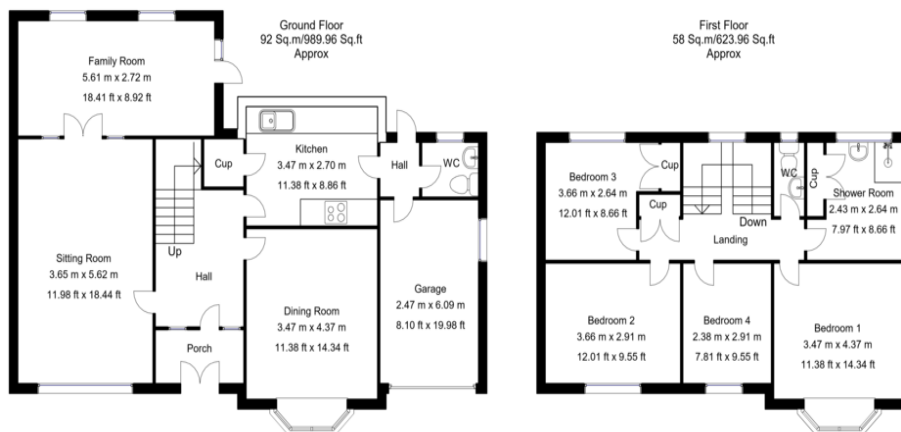 Ground Floor
92 Sq.m/989.96 Sq.ft
Approx
Family Room
5.61 m x 2.72 m
18.41 ft x 8.92 ft
Cup
Kitchen
3.47 m x 2.70 m
11.38 ft x 8.86 ft
Hall
WC
Up
Hall
Sitting Room
3.65 m x 5.62 m
11.98 ft x 18.44 ft
Dining Room
3.47 m x 4.37 m
11.38 ft x 14.34 ft
Garage
2.47 m x 6.09 m
8.10 ft x 19.98 ft
Porch
First Floor
58 Sq.m/623.96 Sq.ft
Approx
Bedroom 3
3.66 m x 2.64 m
12.01 ft x 8.66 ft
Cup
Cup
Down
Landing
WC
Cup
Shower Room
2.43 m x 2.64 m
7.97 ft x 8.66 ft
Bedroom 2
3.66 m x 2.91 m
12.01 ft x 9.55 ft
Bedroom 4
2.38 m x 2.91 m
7.81 ft x 9.55 ft
Bedroom 1
3.47 m x 4.37 m
11.38 ft x 14.34 ft